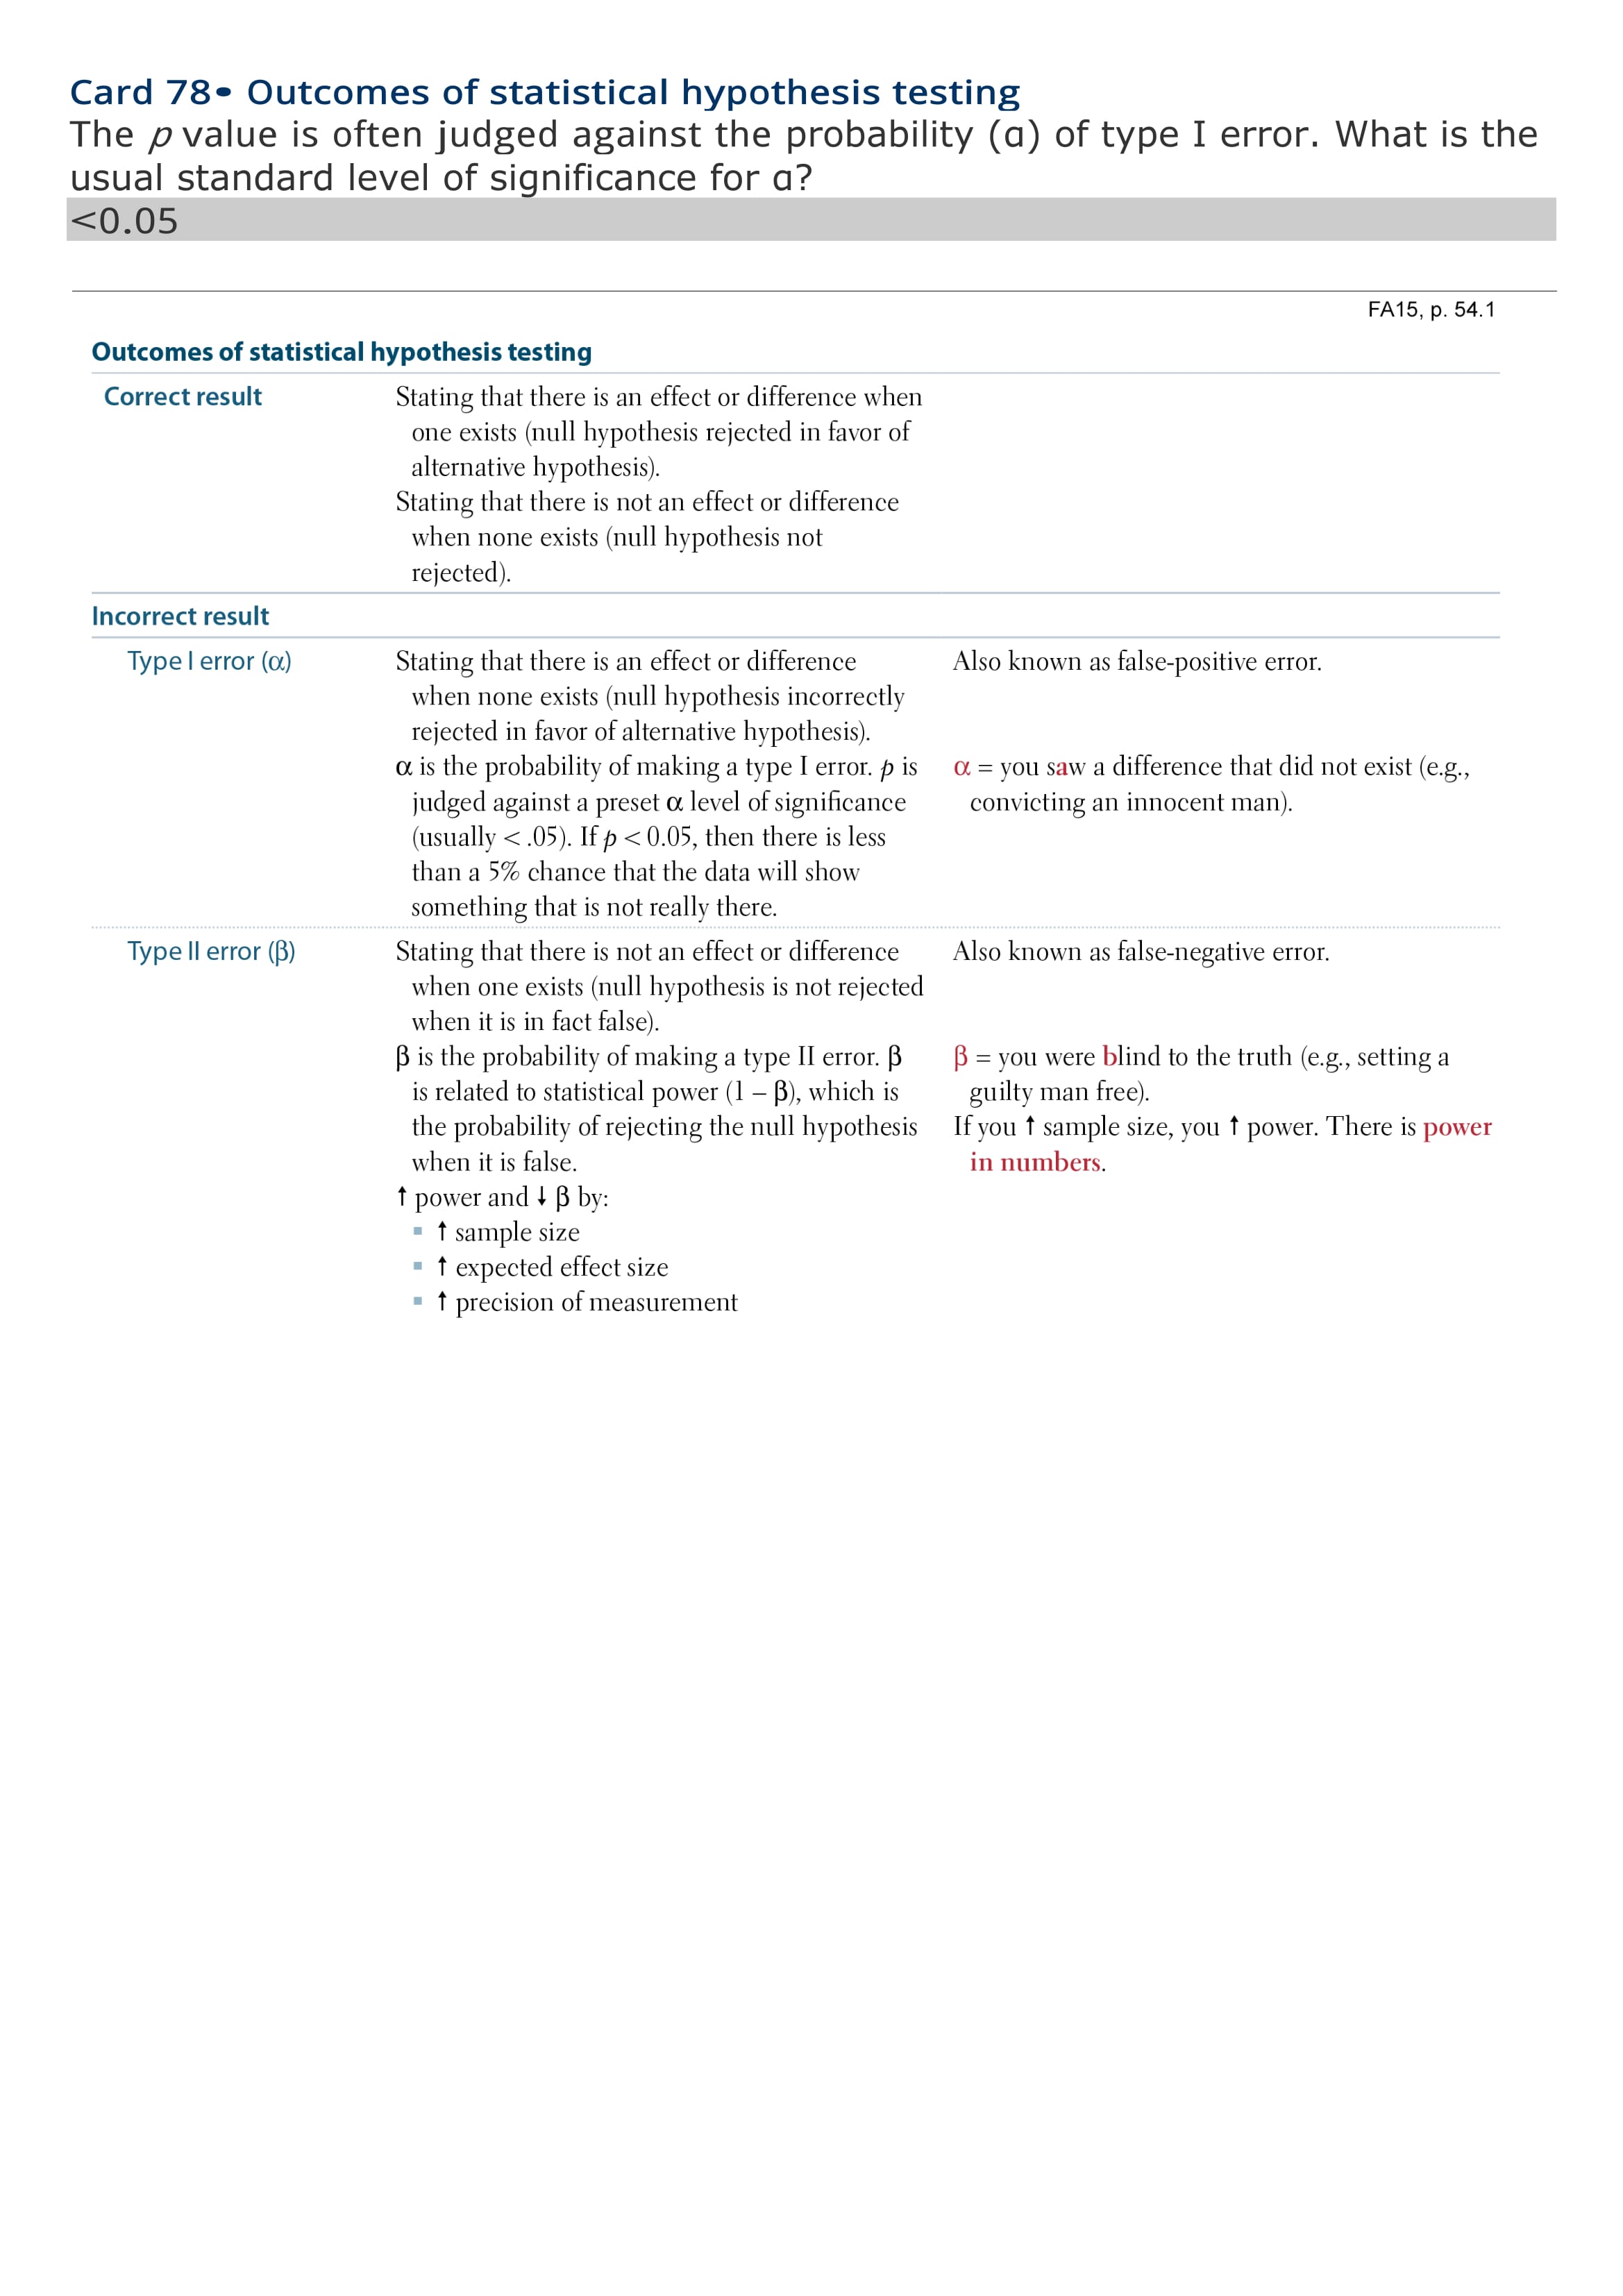 Card 78• Outcomes of statistical hypothesis testing
The p value is often judged against the probability (α) of type I error. What is the
usual standard level of significance for α?
<0.05
FA15, p. 54.1
Outcomes of statistical hypothesis testing
Correct result
Stating that there is an effect or difference when
one exists (null hypothesis rejected in favor of
alternative hypothesis).
Stating that there is not an effect or difference
when none exists (null hypothesis not
rejected).
Incorrect result
Type I error (α)
Stating that there is an effect or difference
when none exists (null hypothesis incorrectly
rejected in favor of alternative hypothesis).
α is the probability of making a type I error. p is
judged against a preset α level of significance
(usually < .05). If p < 0.05, then there is less
than a 5% chance that the data will show
something that is not really there.
Also known as false-positive error.
α = you saw a difference that did not exist (e.g.,
convicting an innocent man).
Type II error (β)
Stating that there is not an effect or difference
when one exists (null hypothesis is not rejected
when it is in fact false).
β is the probability of making a type II error. β
is related to statistical power (1 – β), which is
the probability of rejecting the null hypothesis
when it is false.
↑ power and ↓ β by:
▪ ↑ sample size
▪ ↑ expected effect size
▪ ↑ precision of measurement
Also known as false-negative error.
β = you were blind to the truth (e.g., setting a
guilty man free).
If you ↑ sample size, you ↑ power. There is power
in numbers.